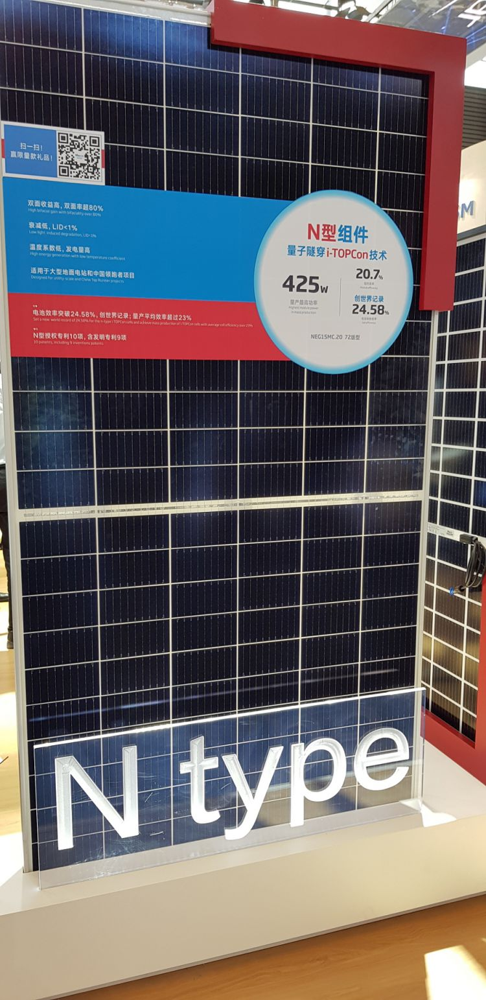 扫一扫!
赢限量款礼品!
双面收益高，双面率超80%
High bifacial gain with bifaciality over 80%
衰减低，LID<1%
Low light induced degradation, LID<1%
温度系数低，发电量高
High energy generation with low temperature coefficient
适用于大型地面电站和中国领跑者项目
Designed for utility-scale and China Top Runner projects
电池效率突破24.58%，创世界记录；量产平均效率超过23%
Set a new world record of 24.58% for the n-type i-TOPCon cells and achieve mass production of i-TOPCon cells with average cell efficiency over 23%
N型授权专利10项，含发明专利9项
10 patents, including 9 inventions patents
N型组件
量子隧穿i-TOPCon技术
425W
量产最高功率
Highest module power
in mass production
20.7%
创世界记录
24.58%
NEG15MC.20 72版型
N type